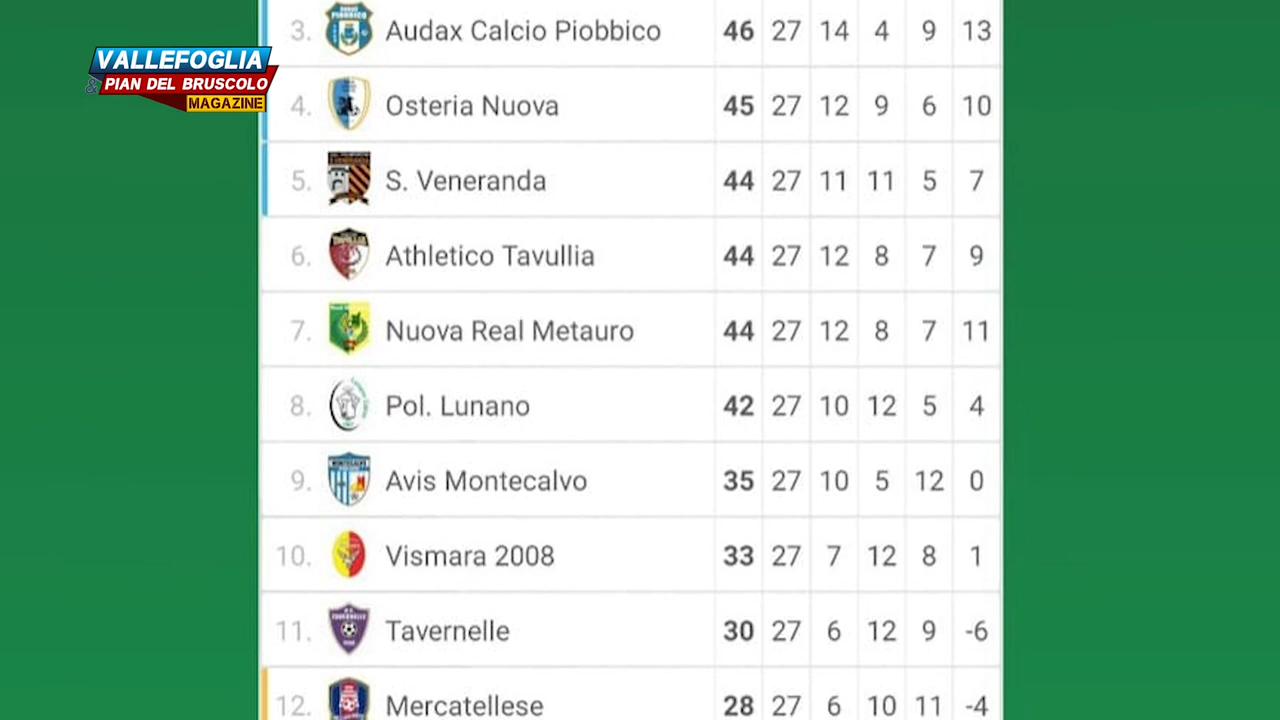 VALLEFOGLIA
& PIAN DEL BRUSCOLO
MAGAZINE
3. Audax Calcio Piobbico 46 27 14 4 9 13
4. Osteria Nuova 45 27 12 9 6 10
5. S. Veneranda 44 27 11 11 5 7
6. Athletico Tavullia 44 27 12 8 7 9
7. Nuova Real Metauro 44 27 12 8 7 11
8. Pol. Lunano 42 27 10 12 5 4
9. Avis Montecalvo 35 27 10 5 12 0
10. Vismara 2008 33 27 7 12 8 1
11. Tavernelle 30 27 6 12 9 -6
12. Mercatellese 28 27 6 10 11 -4